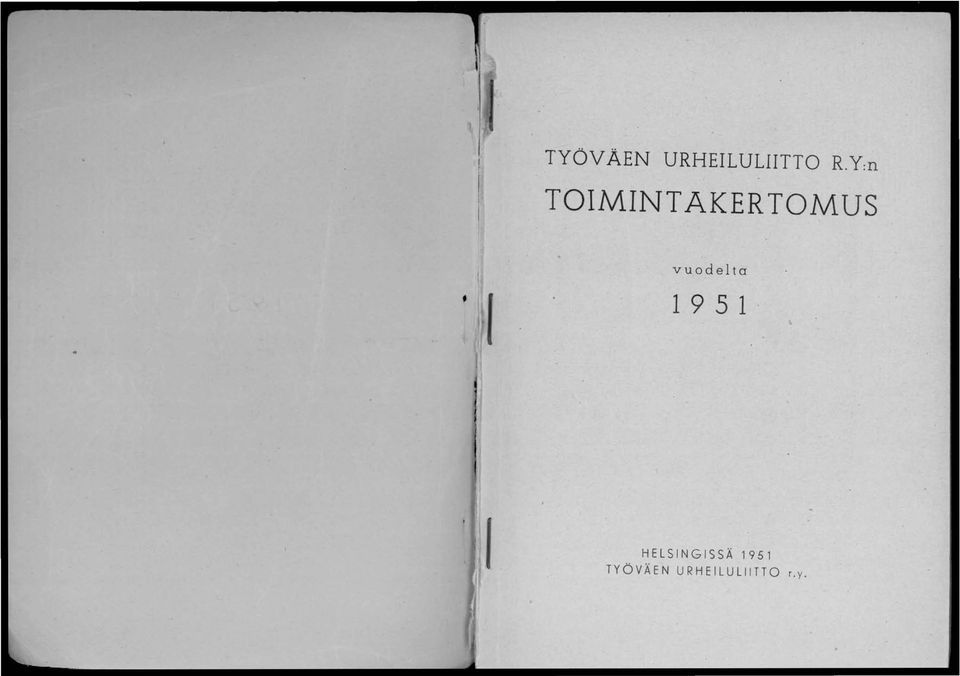 TYÖVÄEN URHEILULIITTO R.Y:n
TOIMINTAKERTOMUS
vuodelta
1951
HELSINGISSÄ 1951
TYÖVÄEN URHEILULIITTO r.y.